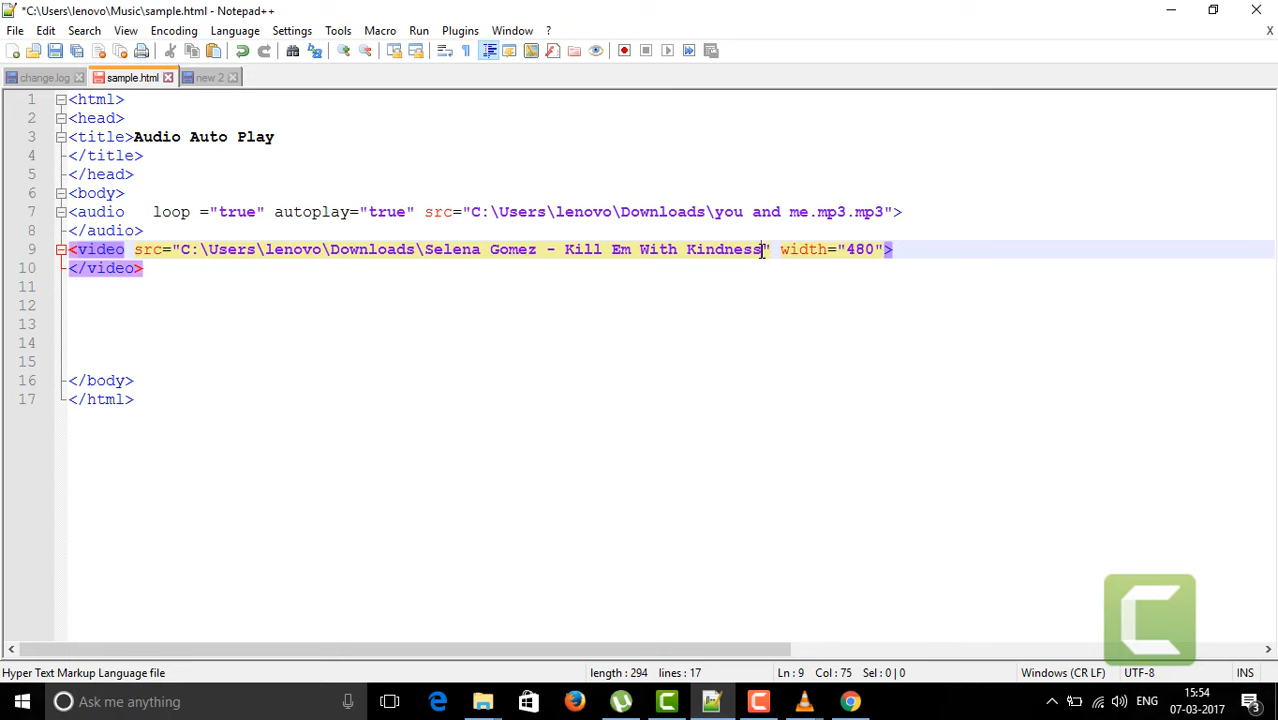 *C:\Users\lenovo\Music\sample.html - Notepad++
File Edit Search View Encoding Language Settings Tools Macro Run Plugins Window ? X
change.log sample.html new 2
1 <html>
2 <head>
3 <title>Audio Auto Play
4 </title>
5 </head>
6 <body>
7 <audio   loop ="true" autoplay="true" src="C:\Users\lenovo\Downloads\you and me.mp3.mp3">
8 </audio>
9 <video src="C:\Users\lenovo\Downloads\Selena Gomez - Kill Em With Kindness" width="480">
10 </video>
11
12
13
14
15
16 </body>
17 </html>
Hyper Text Markup Language file length : 294 lines : 17 Ln : 9 Col : 75 Sel : 0 | 0 Windows (CR LF) UTF-8 INS
Ask me anything ENG 15:54
07-03-2017 3